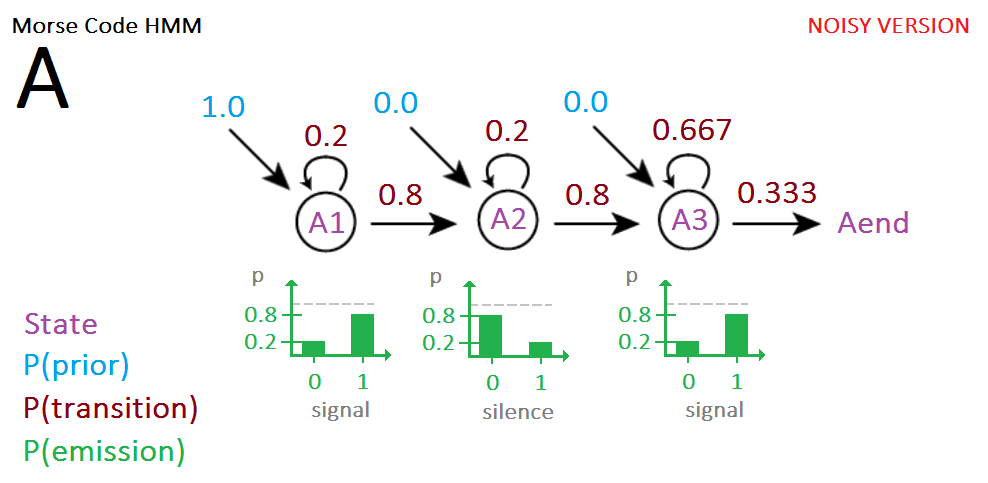 Morse Code HMM
NOISY VERSION
A
1.0
0.0
0.0
0.2
0.2
0.667
0.8
0.8
0.333
A1
A2
A3
Aend
p
p
p
0.8
0.8
0.8
0.2
0.2
0.2
0 1
0 1
0 1
signal
silence
signal
State
P(prior)
P(transition)
P(emission)